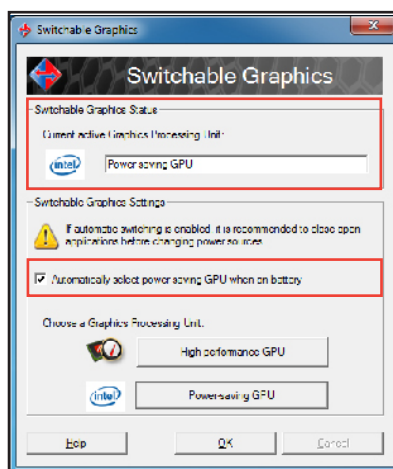 Switchable Graphics
Switchable Graphics
Switchable Graphics Status
Current active Graphics Processing Unit:
intel
Power saving GPU
Switchable Graphics Settings
If automatic switching is enabled, it is recommended to close open
applications before changing power sources
Automatically select power saving GPU when on battery
Choose a Graphics Processing Unit:
High performance GPU
intel
Power-saving GPU
Help
OK
Cancel